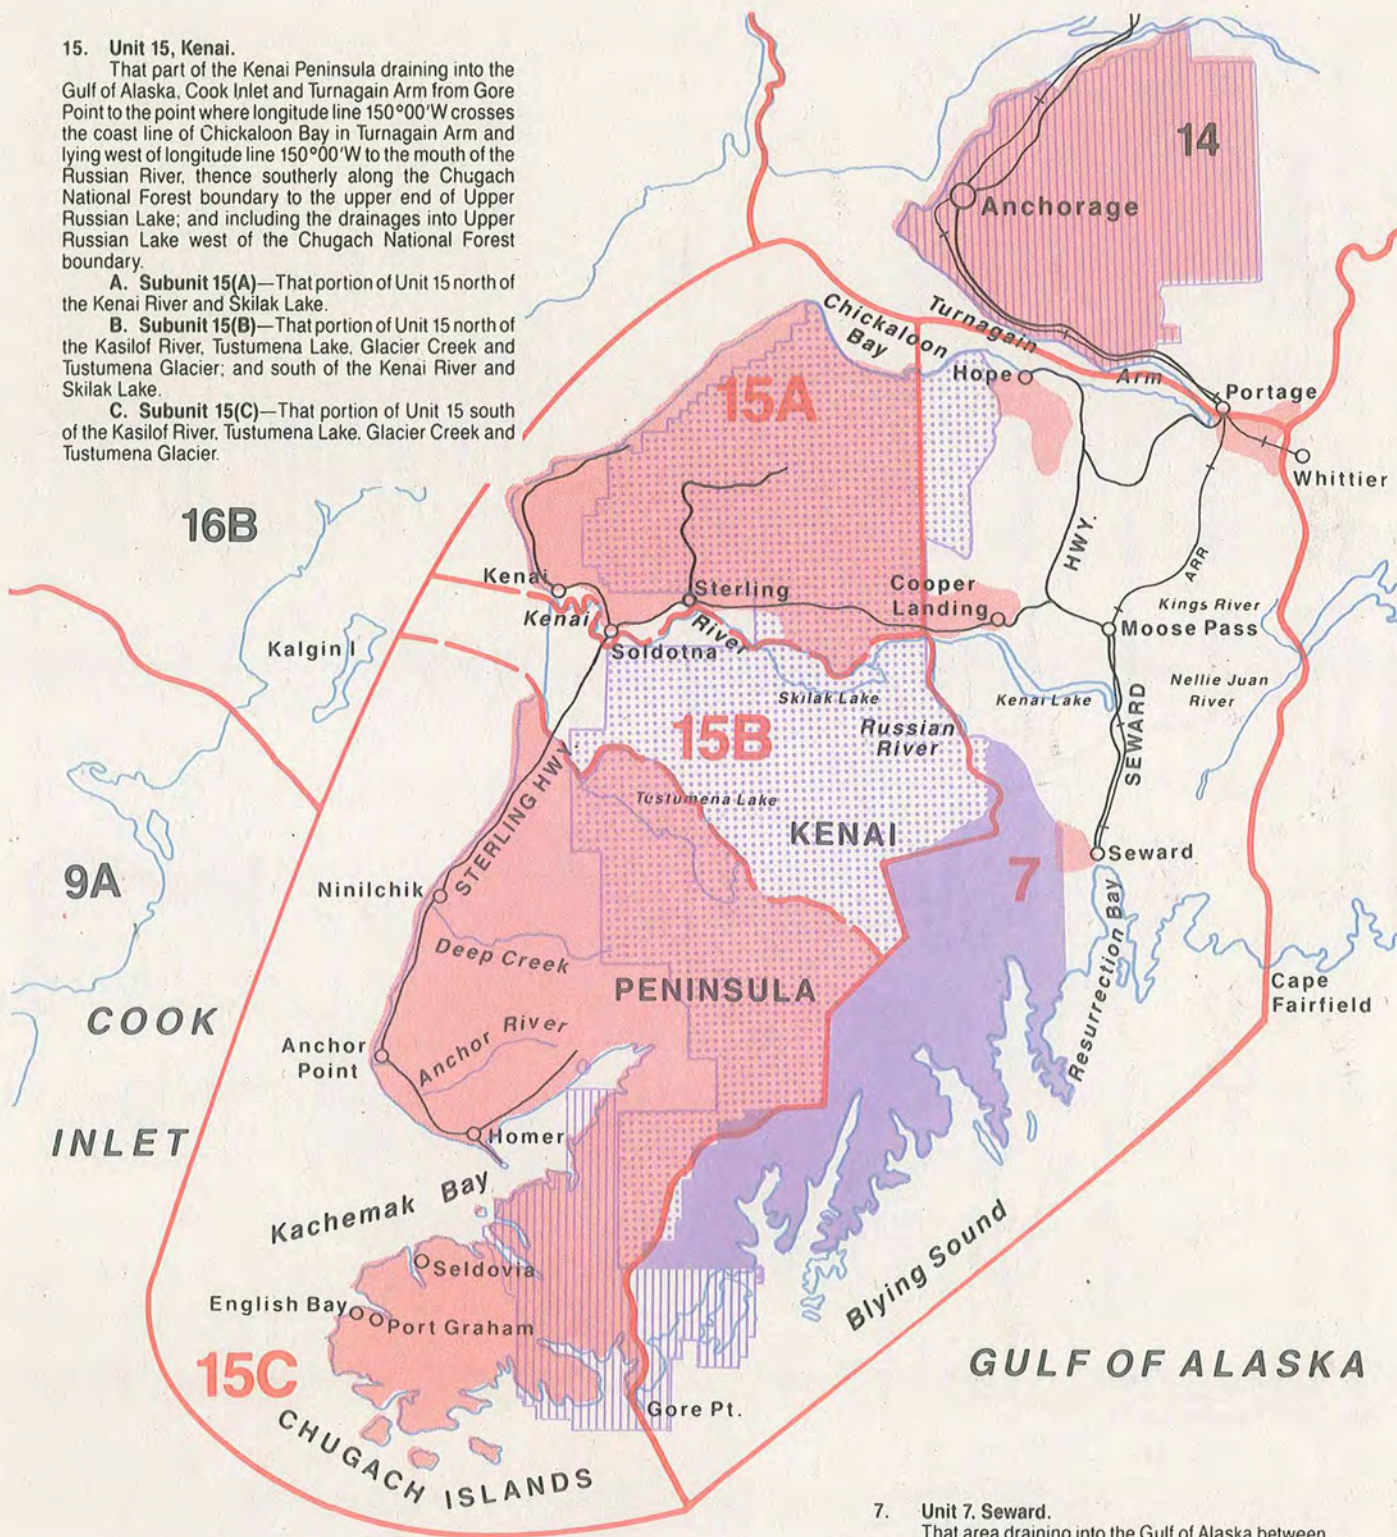 15. Unit 15, Kenai.
That part of the Kenai Peninsula draining into the
Gulf of Alaska, Cook Inlet and Turnagain Arm from Gore
Point to the point where longitude line 150°00'W crosses
the coast line of Chickaloon Bay in Turnagain Arm and
lying west of longitude line 150°00'W to the mouth of the
Russian River, thence southerly along the Chugach
National Forest boundary to the upper end of Upper
Russian Lake; and including the drainages into Upper
Russian Lake west of the Chugach National Forest
boundary.
A. Subunit 15(A)—That portion of Unit 15 north of
the Kenai River and Skilak Lake.
B. Subunit 15(B)—That portion of Unit 15 north of
the Kasilof River, Tustumena Lake, Glacier Creek and
Tustumena Glacier; and south of the Kenai River and
Skilak Lake.
C. Subunit 15(C)—That portion of Unit 15 south
of the Kasilof River, Tustumena Lake, Glacier Creek and
Tustumena Glacier.
14
Anchorage
Chickaloon
Bay
Turnagain
Arm
Hope
Portage
Whittier
15A
16B
HWY.
ARR
Kenai
Sterling
Cooper
Landing
Kings River
Kenai
River
Moose Pass
Kalgin I
Soldotna
Skilak Lake
Kenai Lake
Nellie Juan
River
15B
Russian
River
SEWARD
STERLING HWY.
Tustumena Lake
KENAI
Seward
9A
Ninilchik
7
Deep Creek
Resurrection Bay
PENINSULA
Cape
Fairfield
COOK
Anchor
Point
Anchor River
INLET
Homer
Kachemak Bay
Seldovia
English Bay
Port Graham
Blying Sound
15C
GULF OF ALASKA
Gore Pt.
CHUGACH ISLANDS
7. Unit 7, Seward.
That area draining into the Gulf of Alaska between